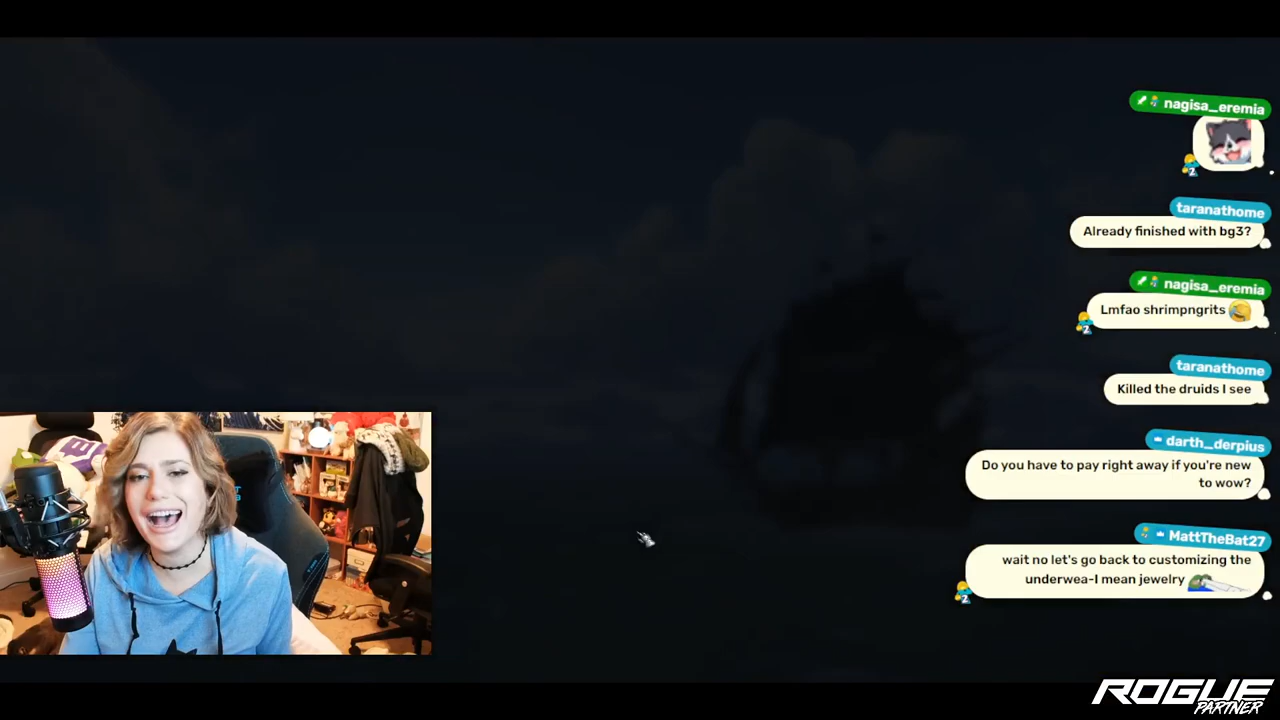 nagisa_eremia
taranathome
Already finished with bg3?
nagisa_eremia
Lmfao shrimpngrits
taranathome
Killed the druids I see
darth_derpius
Do you have to pay right away if you're new
to wow?
MattTheBat27
wait no let's go back to customizing the
underwea-I mean jewelry
ROGUE
PARTNER